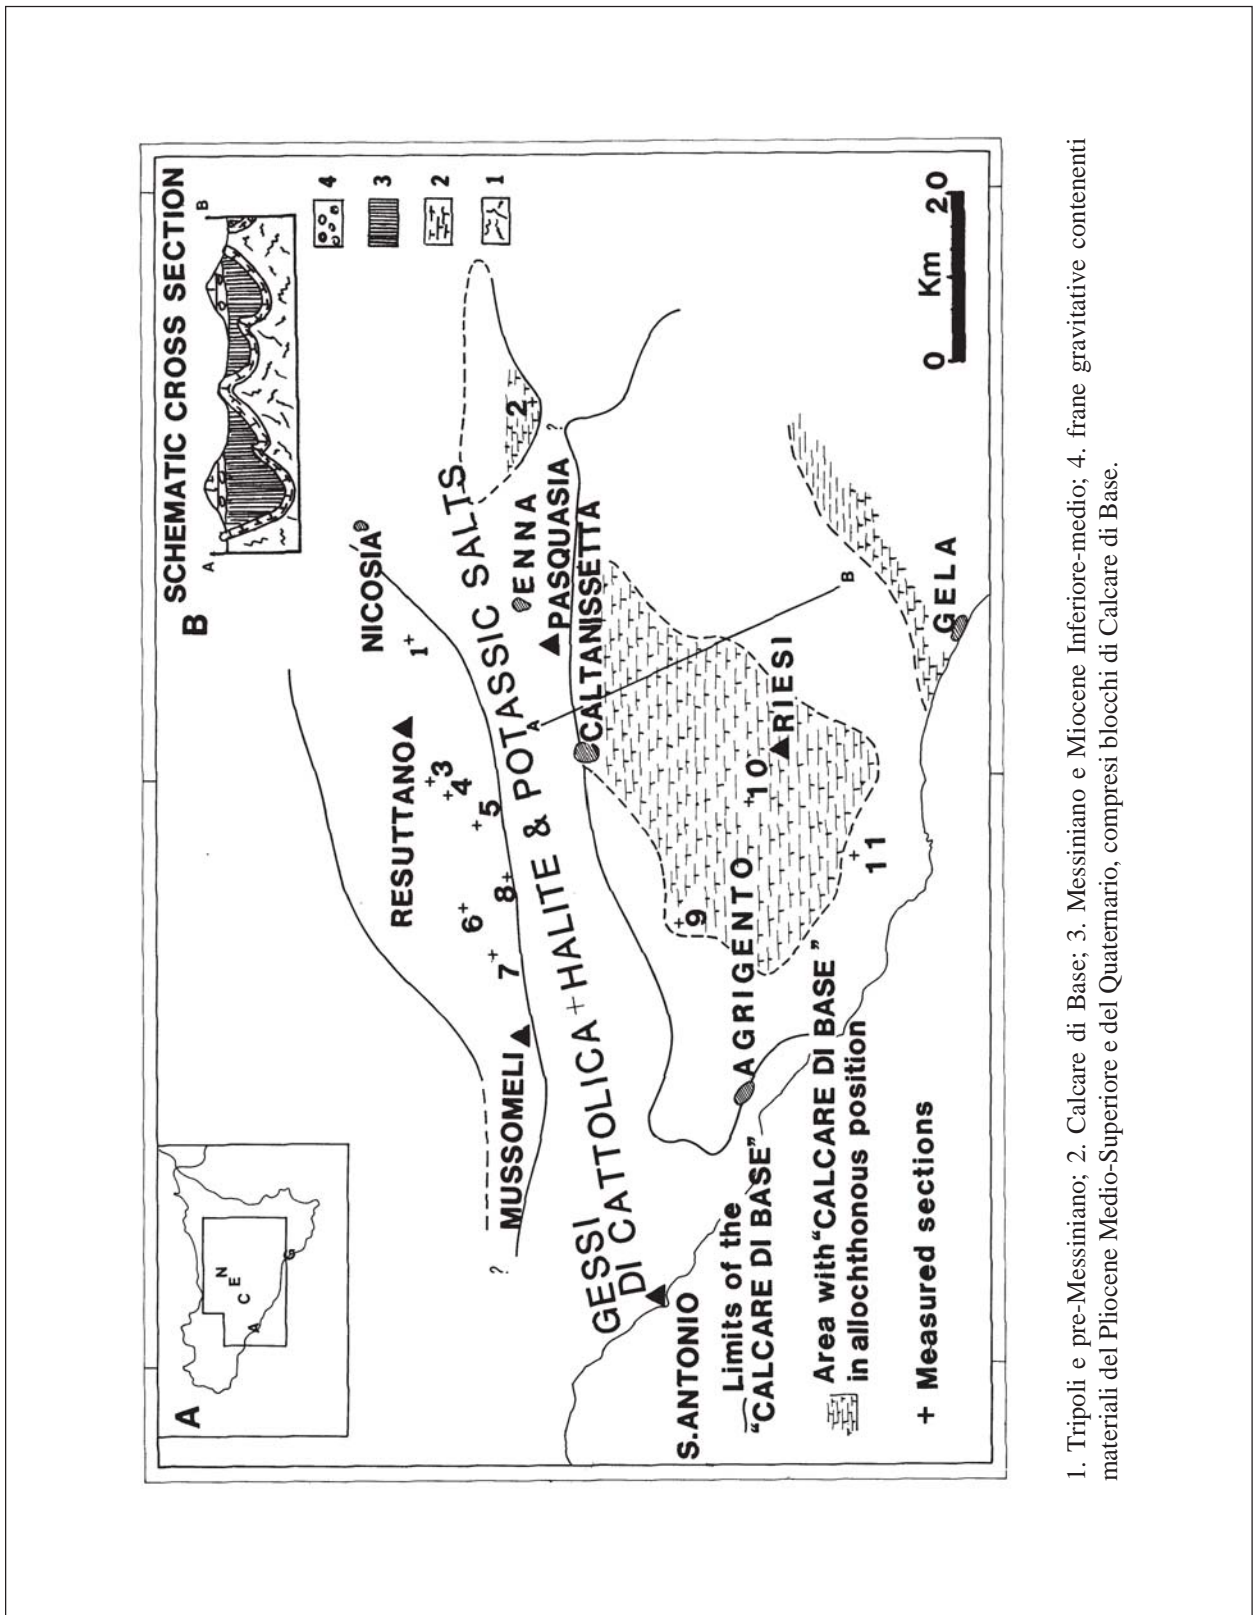 A
C E N
A
G
B
SCHEMATIC CROSS SECTION
A
B
4
3
2
1
NICOSIA
1+
RESUTTANO
+3
+4
+5
6+
7+
8+
MUSSOMELI
?
GESSI
DI CATTOLICA + HALITE & POTASSIC SALTS
ENNA
PASQUASIA
2
+
?
CALTANISSETTA
A
B
S.ANTONIO
AGRIGENTO
+9
+10
RIESI
+11
GELA
Limits of the
"CALCARE DI BASE"
Area with "CALCARE DI BASE"
in allochthonous position
+ Measured sections
0 Km 20
1. Tripoli e pre-Messiniano; 2. Calcare di Base; 3. Messiniano e Miocene Inferiore-medio; 4. frane gravitative contenenti
materiali del Pliocene Medio-Superiore e del Quaternario, compresi blocchi di Calcare di Base.